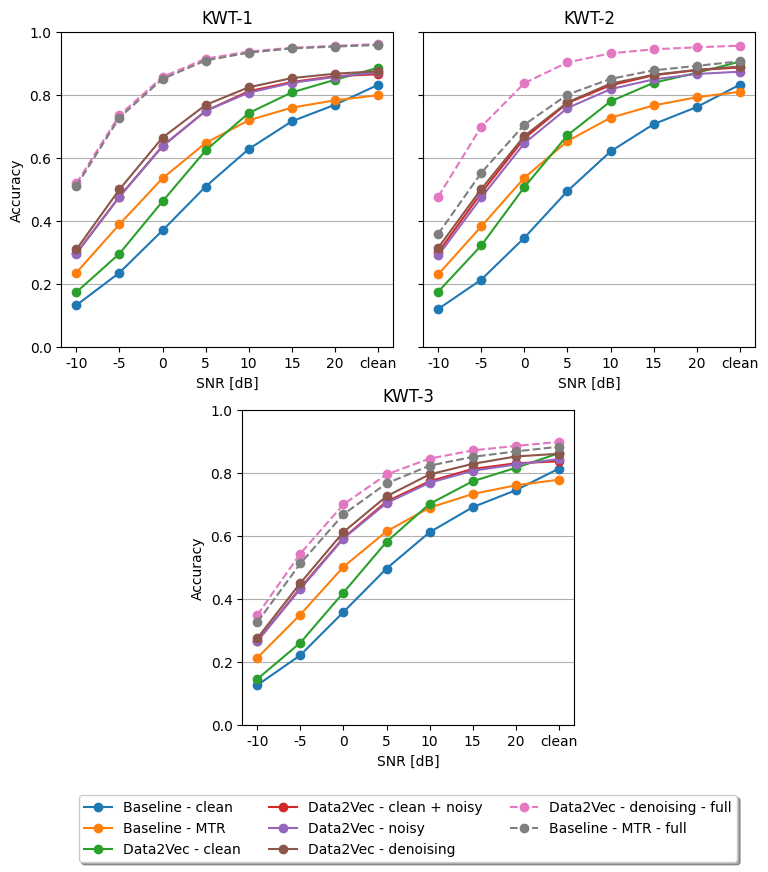 KWT-1
KWT-2
1.0
0.8
0.6
0.4
0.2
0.0
Accuracy
-10 -5 0 5 10 15 20 clean
-10 -5 0 5 10 15 20 clean
SNR [dB]
SNR [dB]
KWT-3
1.0
0.8
0.6
0.4
0.2
0.0
Accuracy
-10 -5 0 5 10 15 20 clean
SNR [dB]
Baseline - clean
Baseline - MTR
Data2Vec - clean
Data2Vec - clean + noisy
Data2Vec - noisy
Data2Vec - denoising
Data2Vec - denoising - full
Baseline - MTR - full